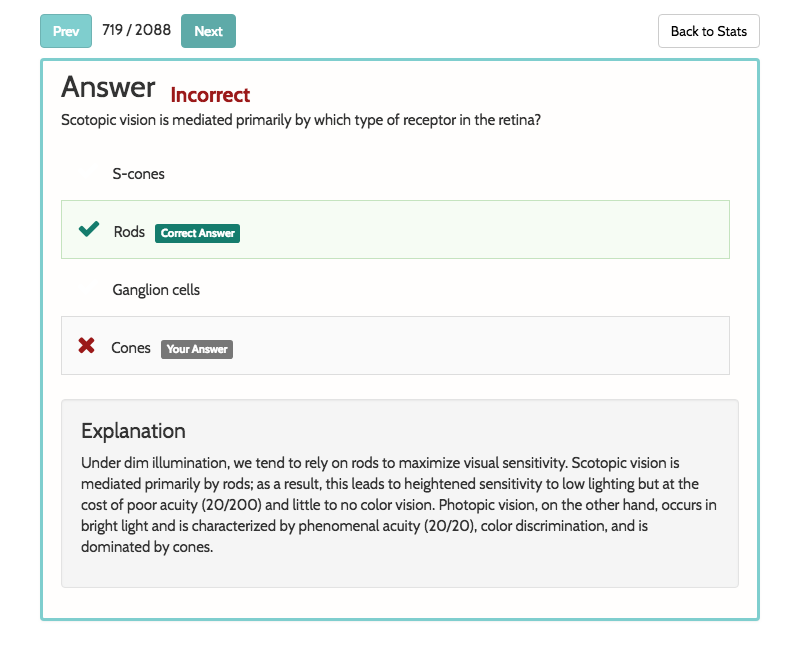 Prev 719 / 2088 Next Back to Stats
Answer Incorrect
Scotopic vision is mediated primarily by which type of receptor in the retina?
S-cones
Rods Correct Answer
Ganglion cells
Cones Your Answer
Explanation
Under dim illumination, we tend to rely on rods to maximize visual sensitivity. Scotopic vision is
mediated primarily by rods; as a result, this leads to heightened sensitivity to low lighting but at the
cost of poor acuity (20/200) and little to no color vision. Photopic vision, on the other hand, occurs in
bright light and is characterized by phenomenal acuity (20/20), color discrimination, and is
dominated by cones.